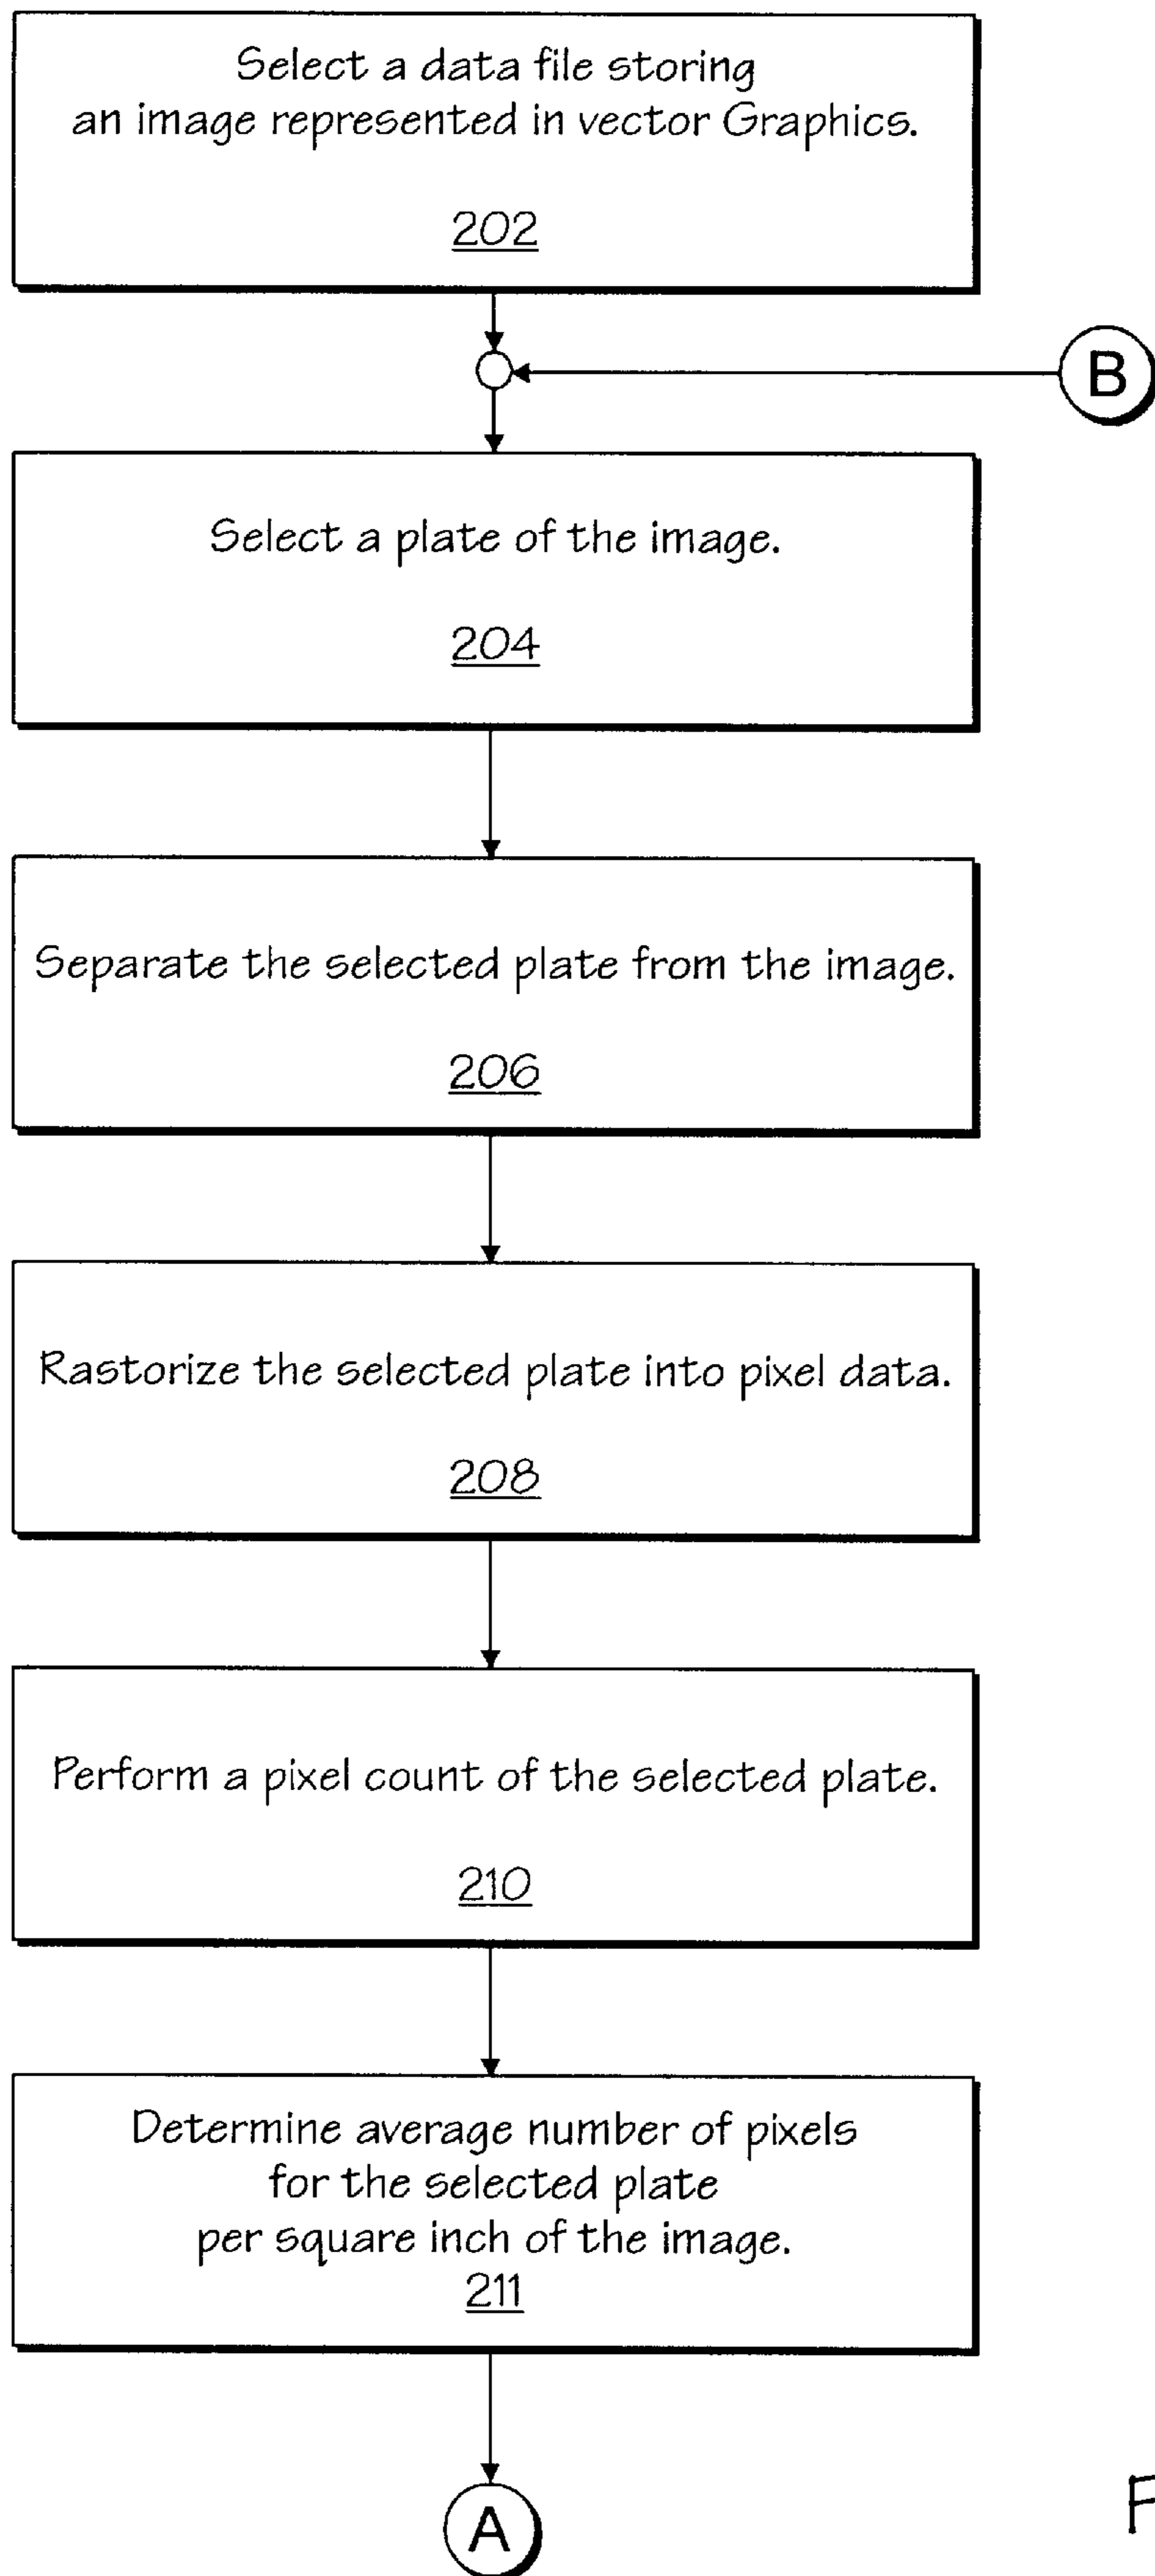 Select a data file storing
an image represented in vector Graphics.
202
B
Select a plate of the image.
204
Separate the selected plate from the image.
206
Rastorize the selected plate into pixel data.
208
Perform a pixel count of the selected plate.
210
Determine average number of pixels
for the selected plate
per square inch of the image.
211
A